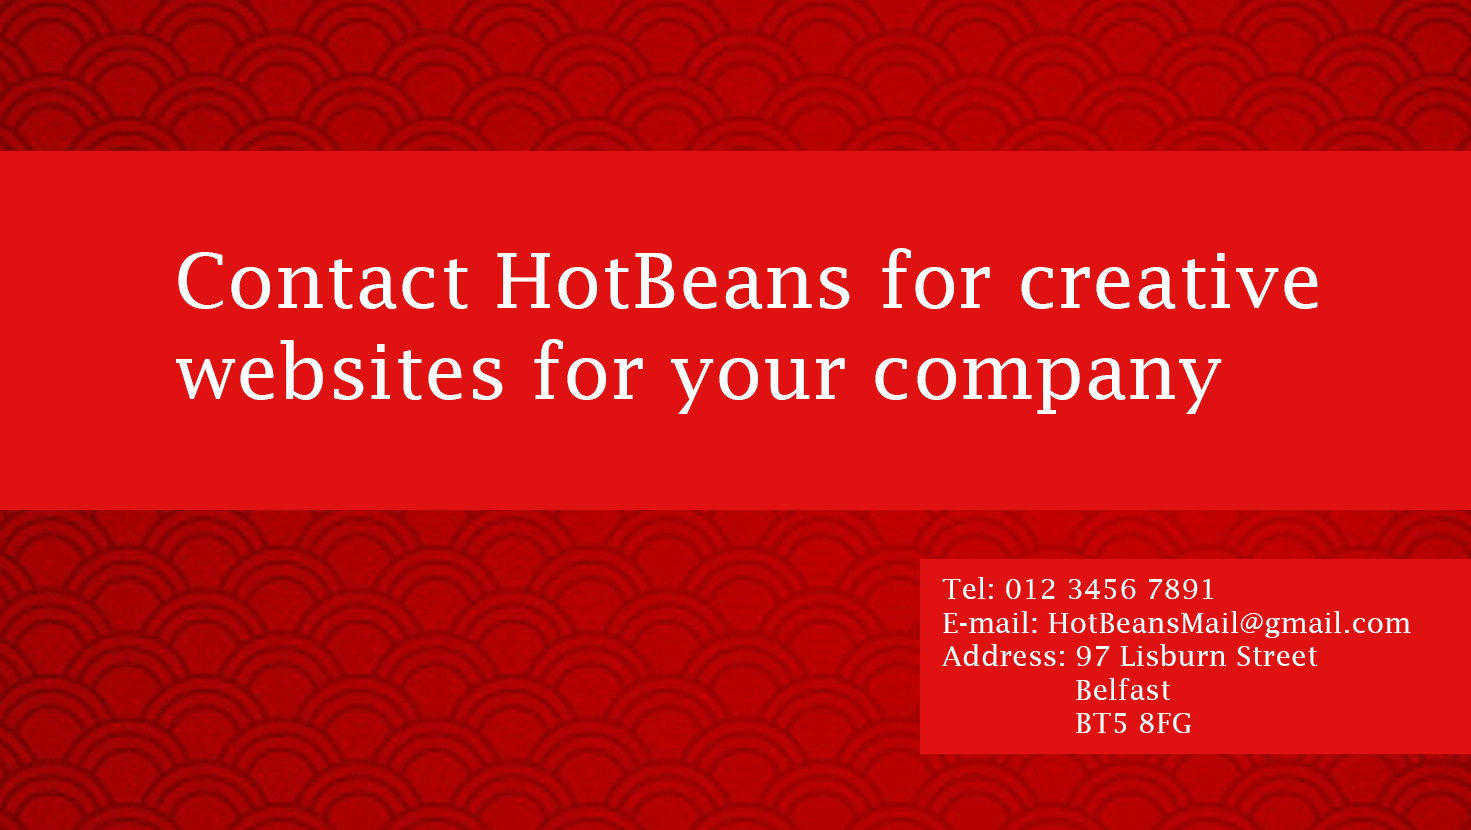 Contact HotBeans for creative
websites for your company
Tel: 012 3456 7891
E-mail: HotBeansMail@gmail.com
Address: 97 Lisburn Street
Belfast
BT5 8FG